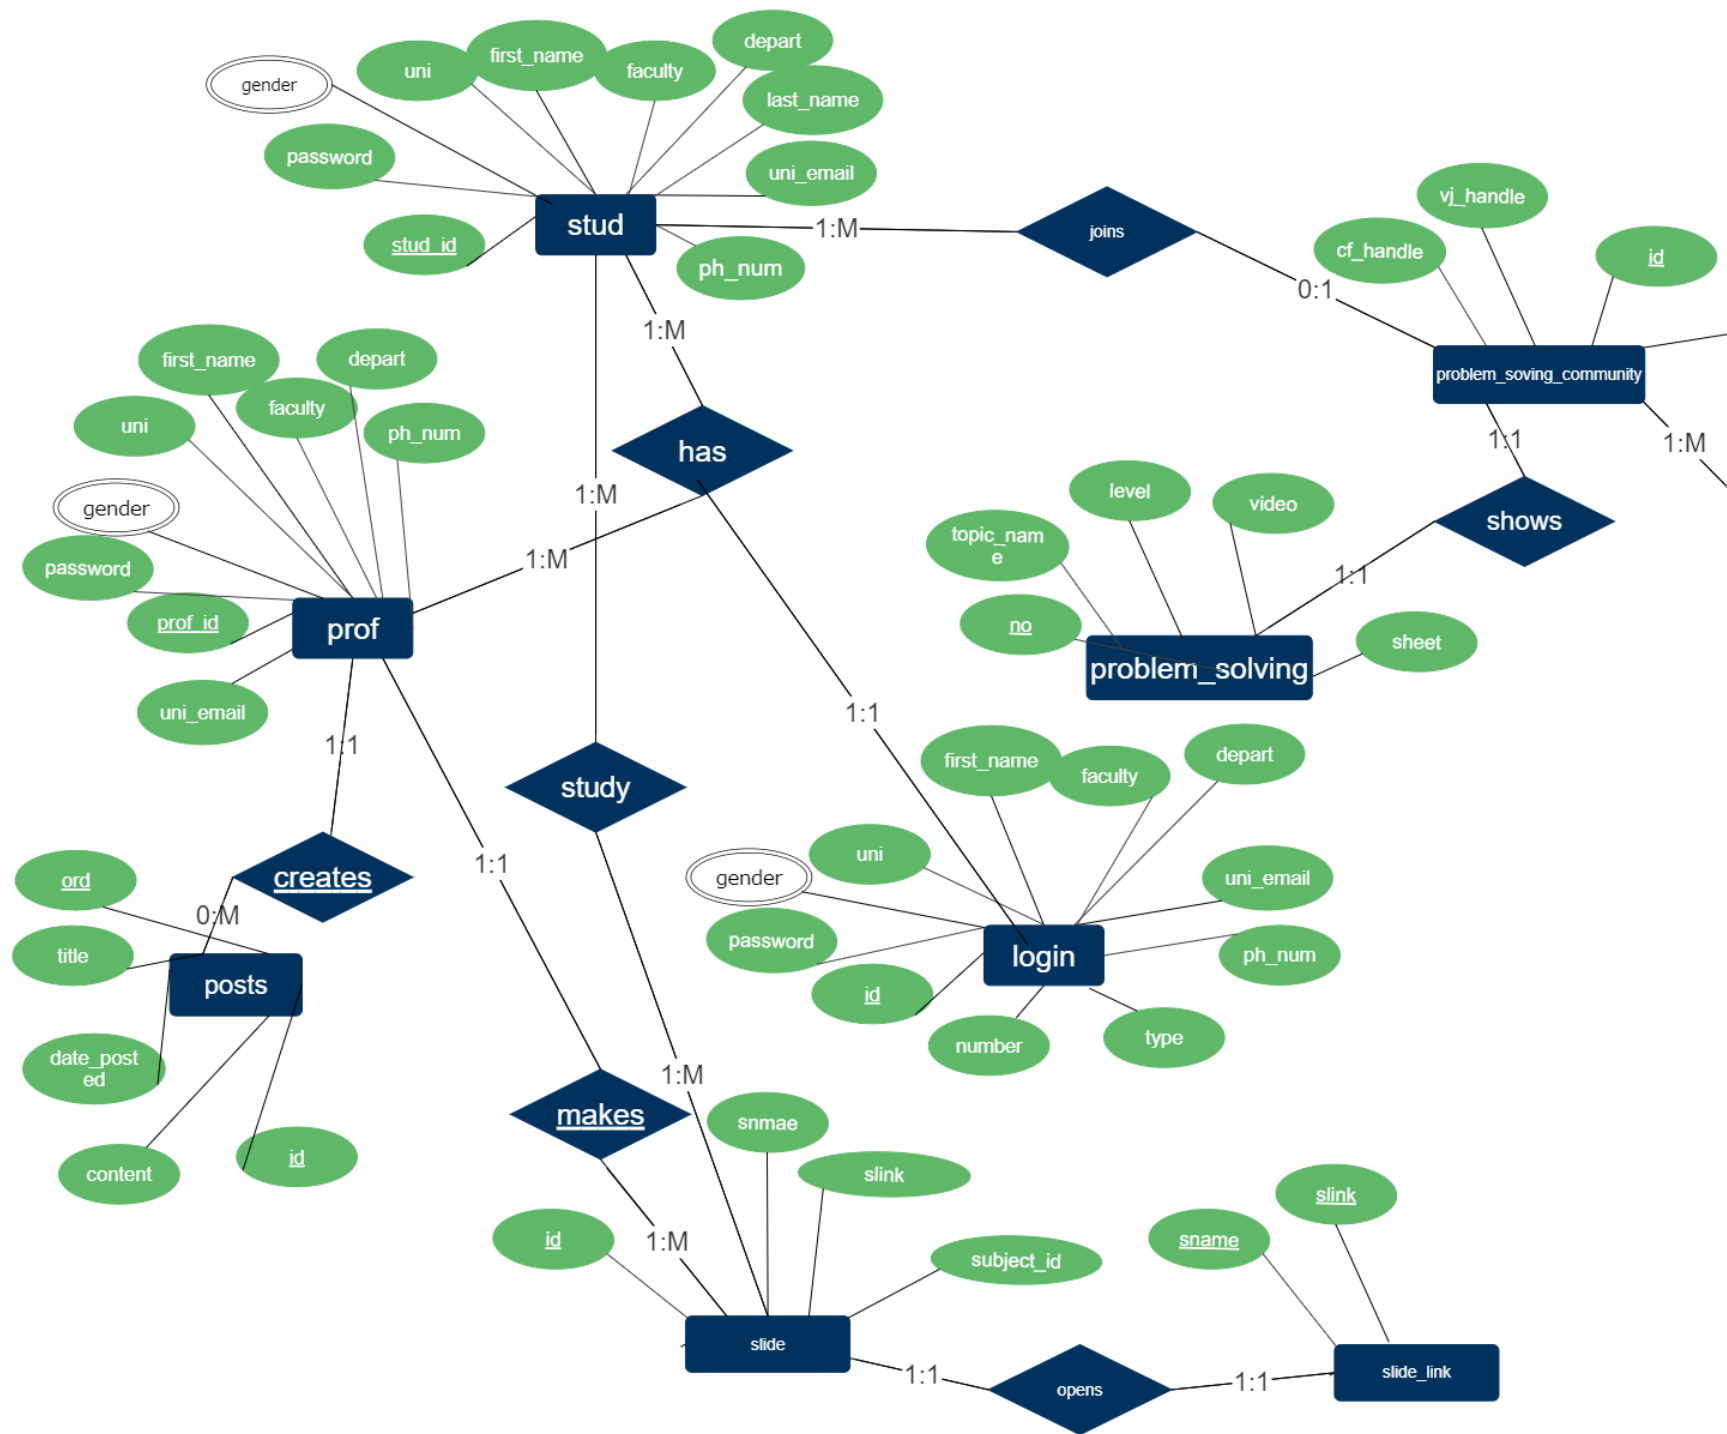 depart
first_name
uni
faculty
gender
last_name
password
uni_email
vj_handle
stud
stud_id
ph_num
1:M
joins
cf_handle
id
0:1
1:M
problem_soving_community
first_name
depart
faculty
uni
ph_num
has
1:1
1:M
gender
1:M
level
video
shows
topic_nam
e
password
1:M
1:1
prof_id
prof
no
sheet
problem_solving
uni_email
1:1
1:1
first_name
faculty
depart
study
uni
1:1
gender
ord
creates
uni_email
0:M
password
title
login
ph_num
posts
id
number
type
date_post
ed
1:M
makes
snmae
content
id
slink
slink
id
1:M
subject_id
sname
slide
1:1
opens
1:1
slide_link